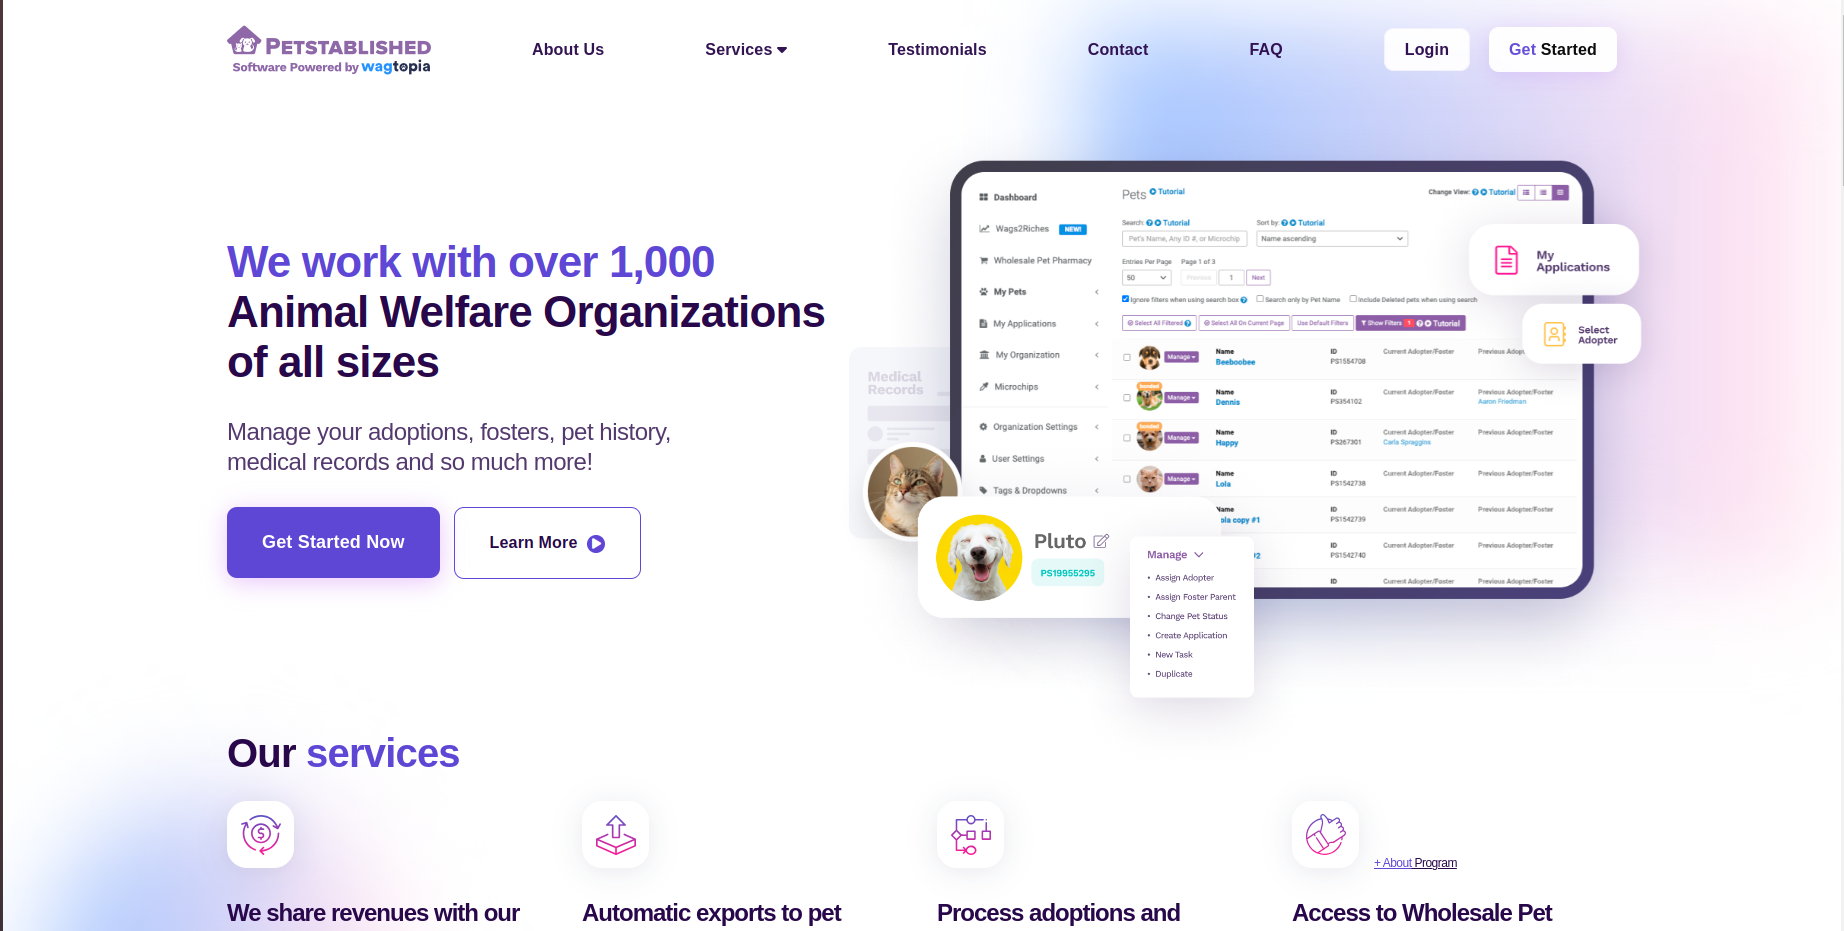 PETSTABLISHED
Software Powered by wagtopia
About Us
Services
Testimonials
Contact
FAQ
Login
Get Started
We work with over 1,000
Animal Welfare Organizations
of all sizes
Manage your adoptions, fosters, pet history,
medical records and so much more!
Get Started Now
Learn More
Medical
Records
Dashboard
Wags2Riches NEW!
Wholesale Pet Pharmacy
My Pets
My Applications
My Organization
Microchips
Organization Settings
User Settings
Tags & Dropdowns
Pets Tutorial
Change View: Tutorial
Search: Tutorial
Sort by: Tutorial
Pet's Name, Any ID #, or Microchip
Name ascending
Entries Per Page
Page 1 of 3
50
Previous 1 Next
Ignore filters when using search box
Search only by Pet Name
Include Deleted pets when using search
Select All Filtered
Select All On Current Page
Use Default Filters
Show Filters 1 Tutorial
Manage
Name
Beeboobee
ID
PS1554708
Current Adopter/Foster
bonded
Manage
Name
Dennis
ID
PS354102
Current Adopter/Foster
Previous Adopter/Foster
Aaron Friedman
bonded
Manage
Name
Happy
ID
PS267301
Current Adopter/Foster
Carla Spraggins
Previous Adopter/Foster
Manage
Name
Lola
ID
PS1542738
Current Adopter/Foster
Previous Adopter/Foster
Name
ola copy #1
ID
PS1542739
Current Adopter/Foster
Previous Adopter/Foster
#2
ID
PS1542740
Current Adopter/Foster
Previous Adopter/Foster
ID
Current Adopter/Foster
Previous Adopter/Foster
My
Applications
Select
Adopter
Pluto
PS19955295
Manage
• Assign Adopter
• Assign Foster Parent
• Change Pet Status
• Create Application
• New Task
• Duplicate
Our services
+ About Program
We share revenues with our
Automatic exports to pet
Process adoptions and
Access to Wholesale Pet